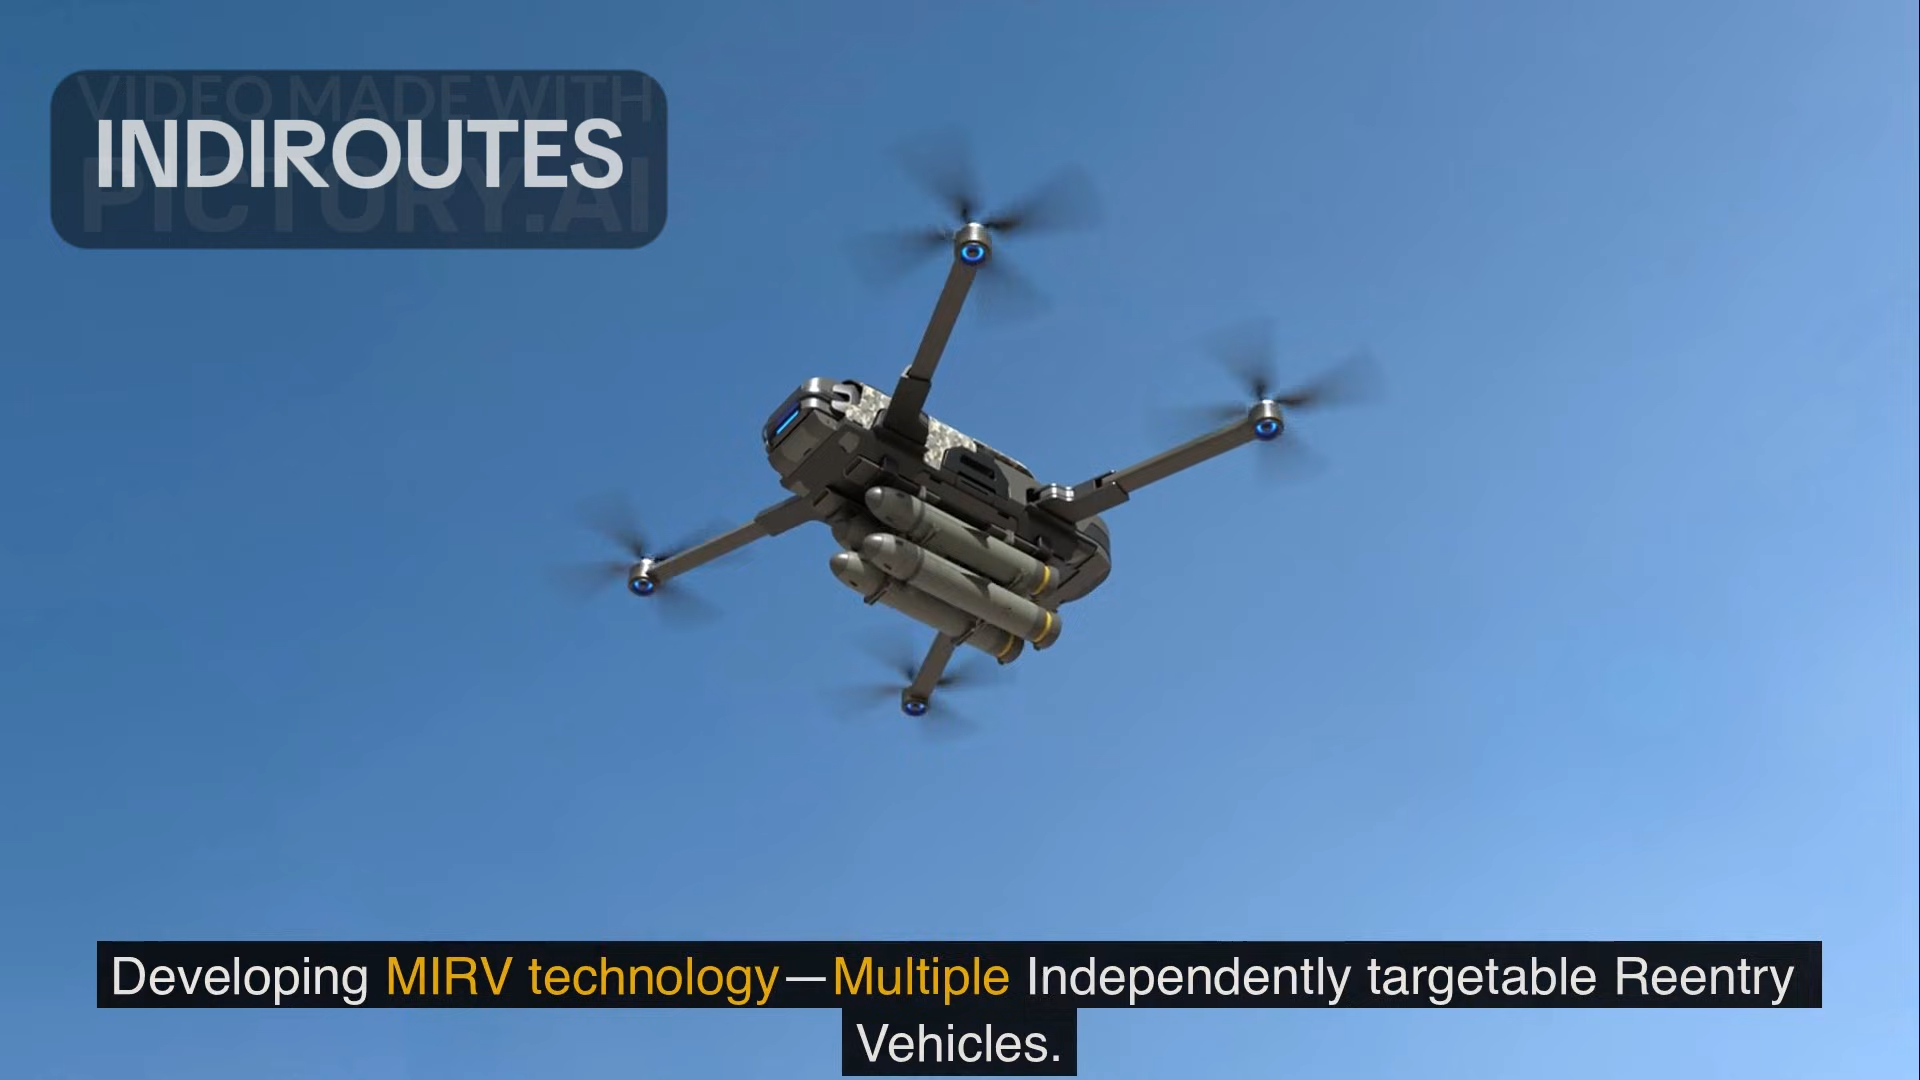 VIDEO MADE WITH
INDIROUTES
PICTORY.AI
Developing MIRV technology—Multiple Independently targetable Reentry
Vehicles.